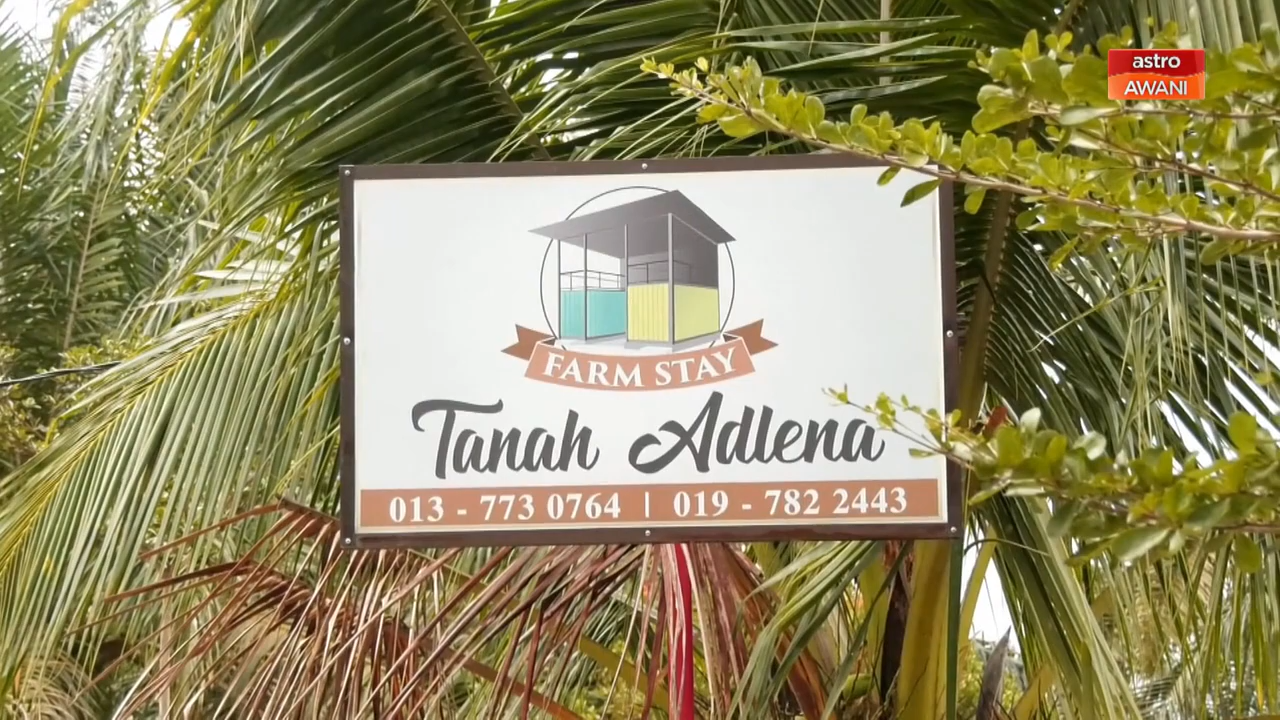 astro
AWANI
FARM STAY
Tanah Adlena
013 - 773 0764 | 019 - 782 2443